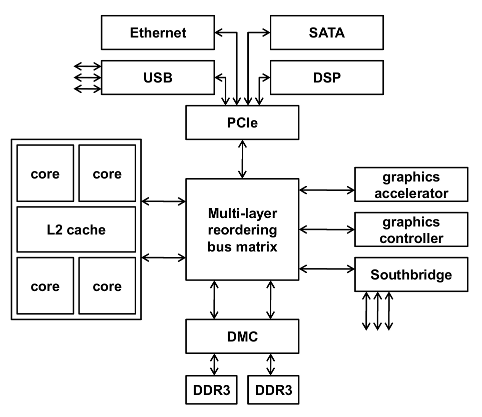 Ethernet
SATA
USB
DSP
PCIe
core
core
L2 cache
core
core
Multi-layer
reordering
bus matrix
graphics
accelerator
graphics
controller
Southbridge
DMC
DDR3
DDR3